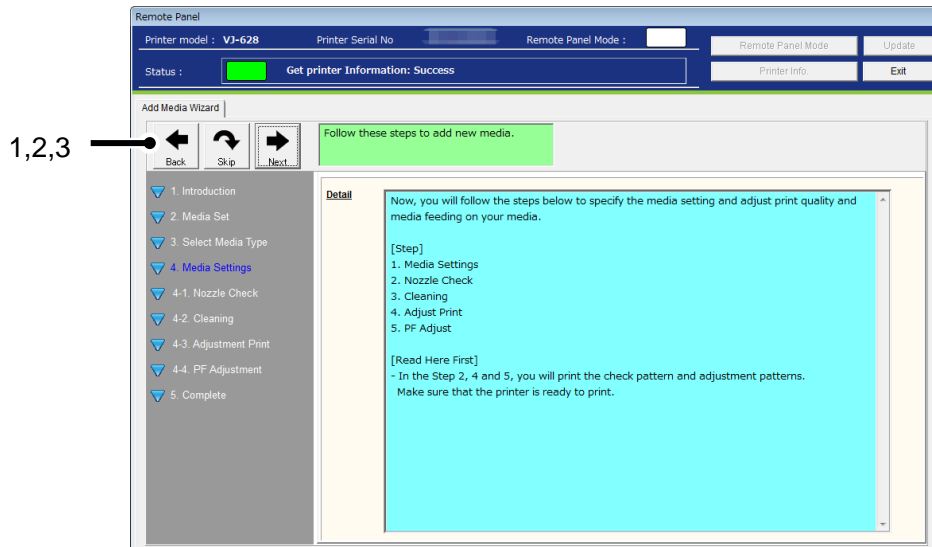 Remote Panel
Printer model : VJ-628 Printer Serial No Remote Panel Mode :
Remote Panel Mode Update
Status : Get printer Information: Success
Printer Info. Exit
Add Media Wizard
1,2,3
Back Skip Next...
Follow these steps to add new media.
1. Introduction
2. Media Set
3. Select Media Type
4. Media Settings
4-1. Nozzle Check
4-2. Cleaning
4-3. Adjustment Print
4-4. PF Adjustment
5. Complete
Detail
Now, you will follow the steps below to specify the media setting and adjust print quality and
media feeding on your media.
[Step]
1. Media Settings
2. Nozzle Check
3. Cleaning
4. Adjust Print
5. PF Adjust
[Read Here First]
- In the Step 2, 4 and 5, you will print the check pattern and adjustment patterns.
Make sure that the printer is ready to print.